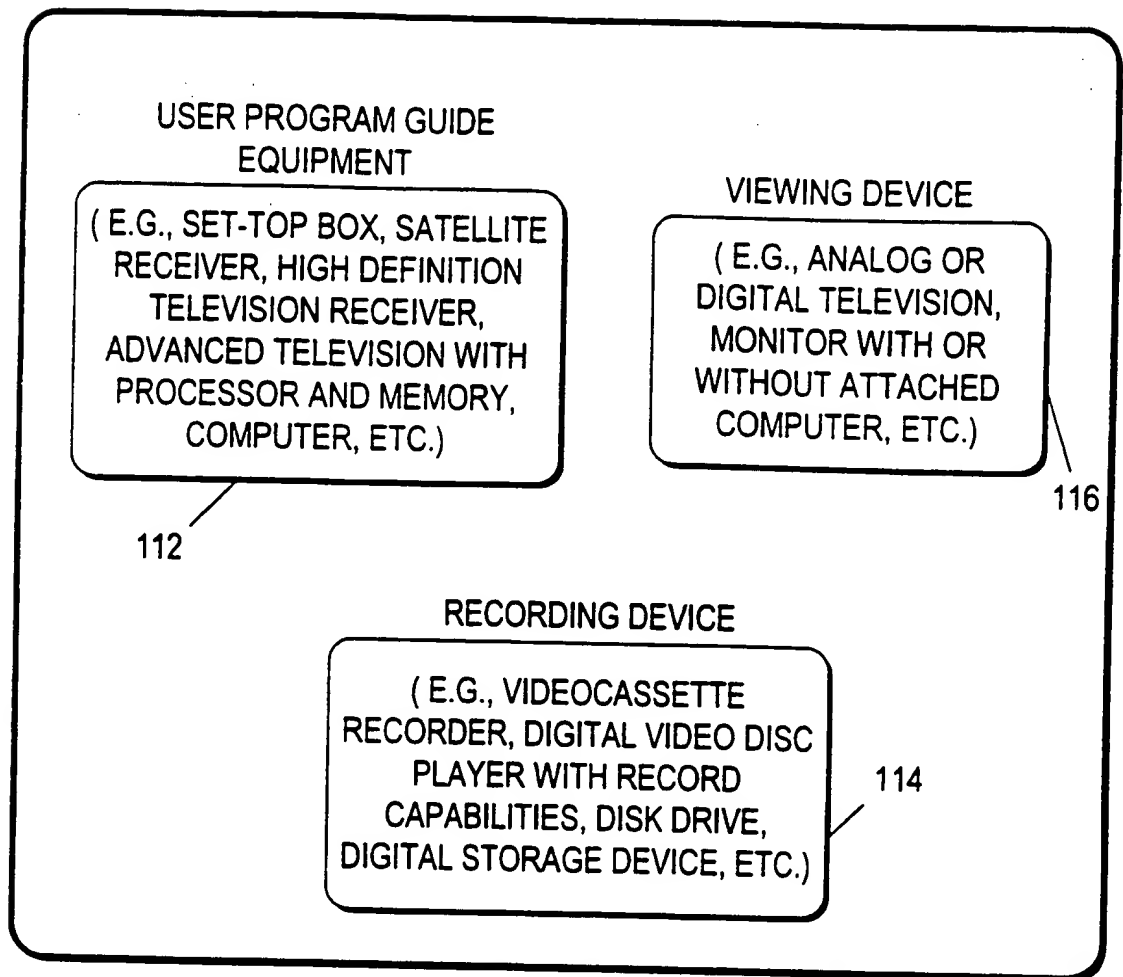 USER PROGRAM GUIDE
EQUIPMENT
( E.G., SET-TOP BOX, SATELLITE
RECEIVER, HIGH DEFINITION
TELEVISION RECEIVER,
ADVANCED TELEVISION WITH
PROCESSOR AND MEMORY,
COMPUTER, ETC.)
112
VIEWING DEVICE
( E.G., ANALOG OR
DIGITAL TELEVISION,
MONITOR WITH OR
WITHOUT ATTACHED
COMPUTER, ETC.)
116
RECORDING DEVICE
( E.G., VIDEOCASSETTE
RECORDER, DIGITAL VIDEO DISC
PLAYER WITH RECORD
CAPABILITIES, DISK DRIVE,
DIGITAL STORAGE DEVICE, ETC.)
114